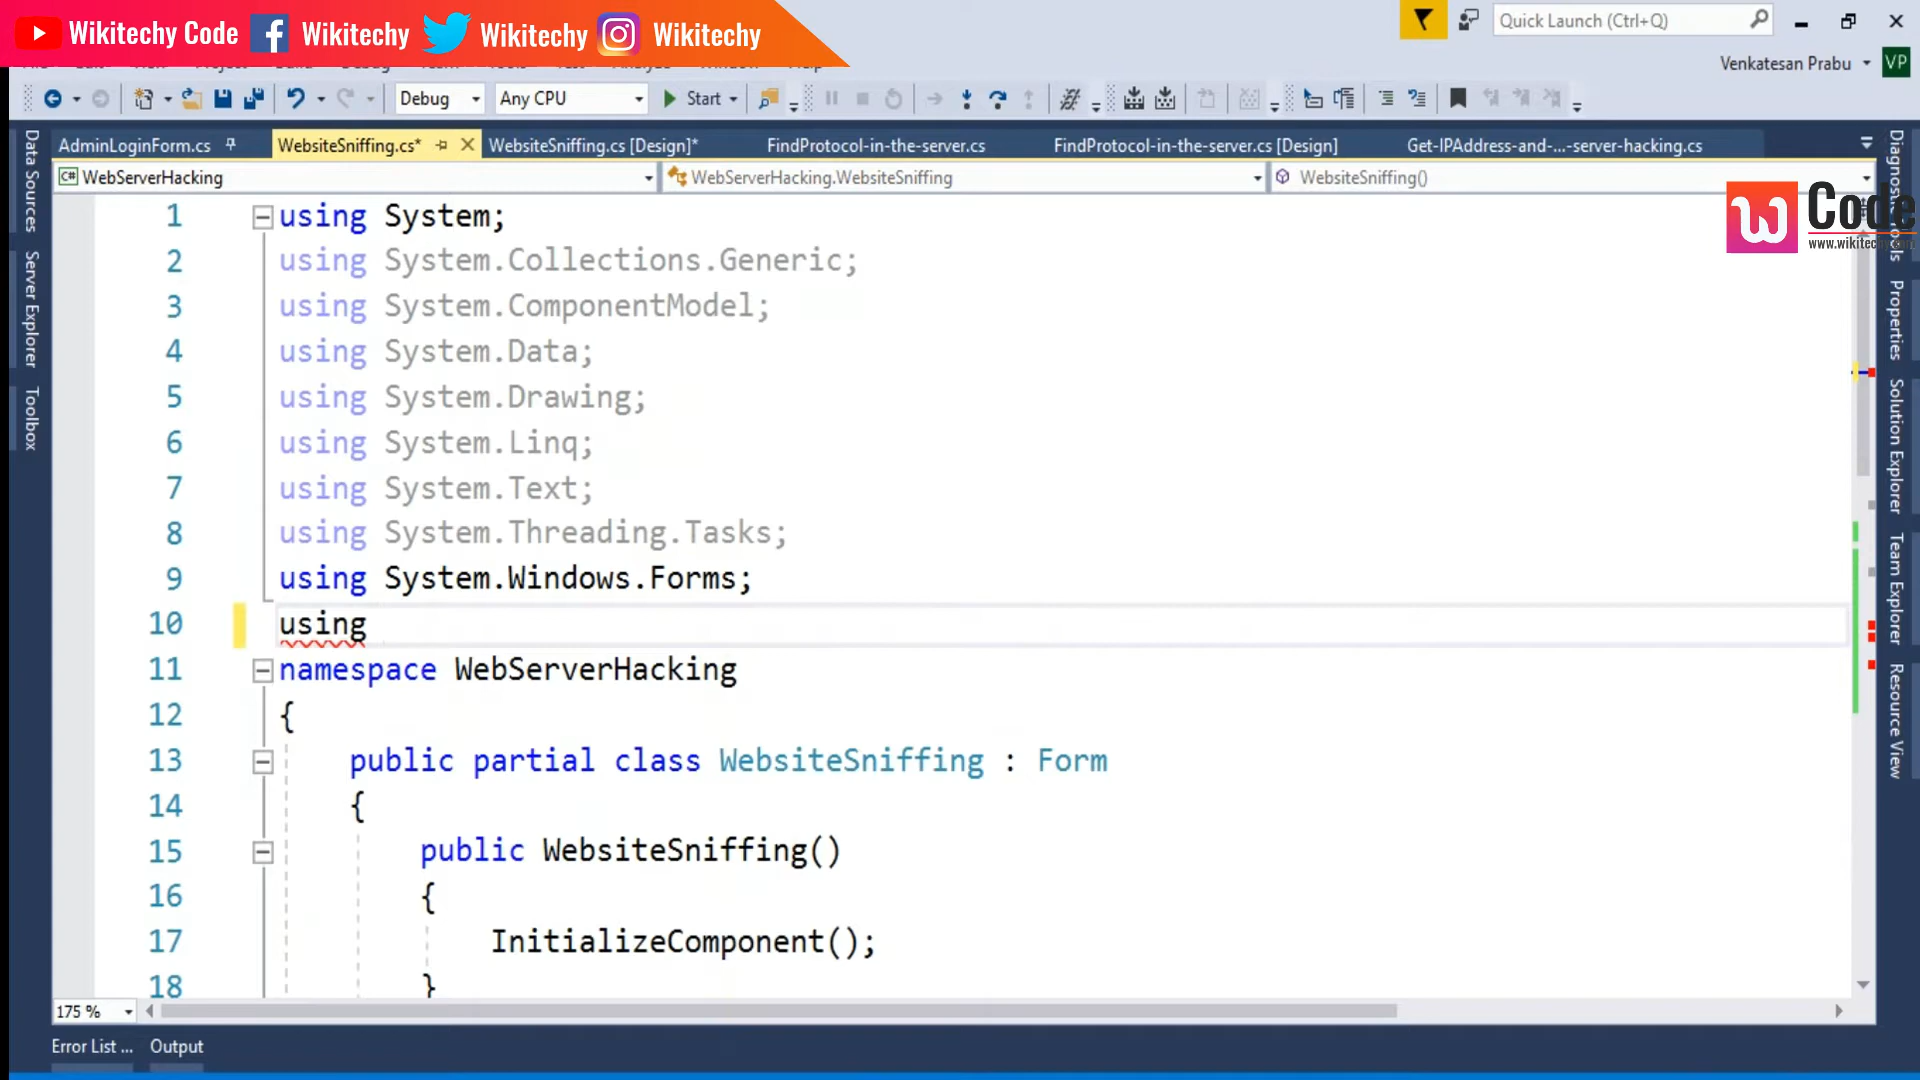 Wikitechy Code Wikitechy Wikitechy Wikitechy
Quick Launch (Ctrl+Q)
Venkatesan Prabu VP
Debug Any CPU Start
AdminLoginForm.cs WebsiteSniffing.cs* WebsiteSniffing.cs [Design]* FindProtocol-in-the-server.cs FindProtocol-in-the-server.cs [Design] Get-IPAddress-and-...-server-hacking.cs
C# WebServerHacking WebServerHacking.WebsiteSniffing WebsiteSniffing()
w Code
www.wikitechy.com
Data Sources
Server Explorer
Toolbox
1 using System;
2 using System.Collections.Generic;
3 using System.ComponentModel;
4 using System.Data;
5 using System.Drawing;
6 using System.Linq;
7 using System.Text;
8 using System.Threading.Tasks;
9 using System.Windows.Forms;
10 using
11 namespace WebServerHacking
12 {
13 public partial class WebsiteSniffing : Form
14 {
15 public WebsiteSniffing()
16 {
17 InitializeComponent();
18 }
Properties
Solution Explorer
Team Explorer
Resource View
175 %
Error List ... Output